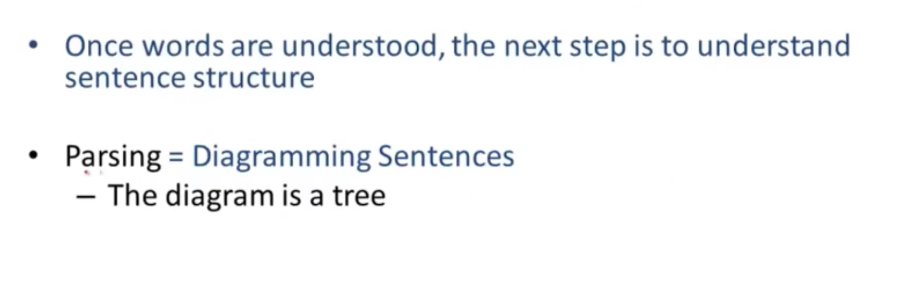 • Once words are understood, the next step is to understand
sentence structure
• Parsing = Diagramming Sentences
– The diagram is a tree